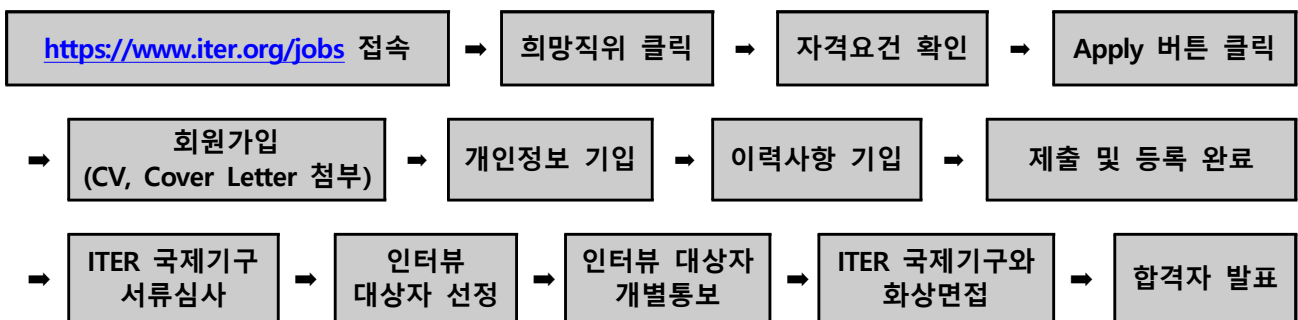 https://www.iter.org/jobs 접속 ➡ 희망직위 클릭 ➡ 자격요건 확인 ➡ Apply 버튼 클릭
➡ 회원가입
(CV, Cover Letter 첨부) ➡ 개인정보 기입 ➡ 이력사항 기입 ➡ 제출 및 등록 완료
➡ ITER 국제기구
서류심사 ➡ 인터뷰
대상자 선정 ➡ 인터뷰 대상자
개별통보 ➡ ITER 국제기구와
화상면접 ➡ 합격자 발표